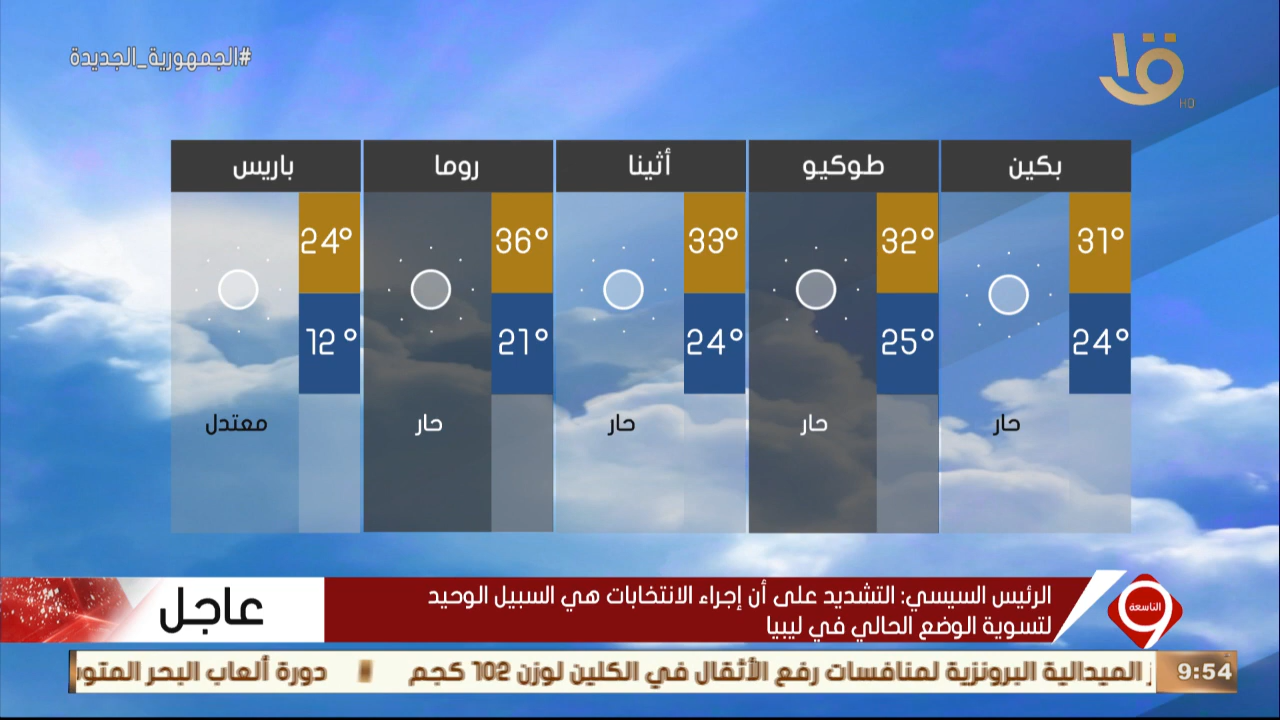 #الجمهورية_الجديدة
HD
بكين
31°
24°
حار
طوكيو
32°
25°
حار
أثينا
33°
24°
حار
روما
36°
21°
حار
باريس
24°
12°
معتدل
التاسعة
الرئيس السيسي: التشديد على أن إجراء الانتخابات هي السبيل الوحيد
لتسوية الوضع الحالي في ليبيا
عاجل
9:54
الميدالية البرونزية لمنافسات رفع الأثقال في الكلين لوزن 102 كجم
دورة ألعاب البحر